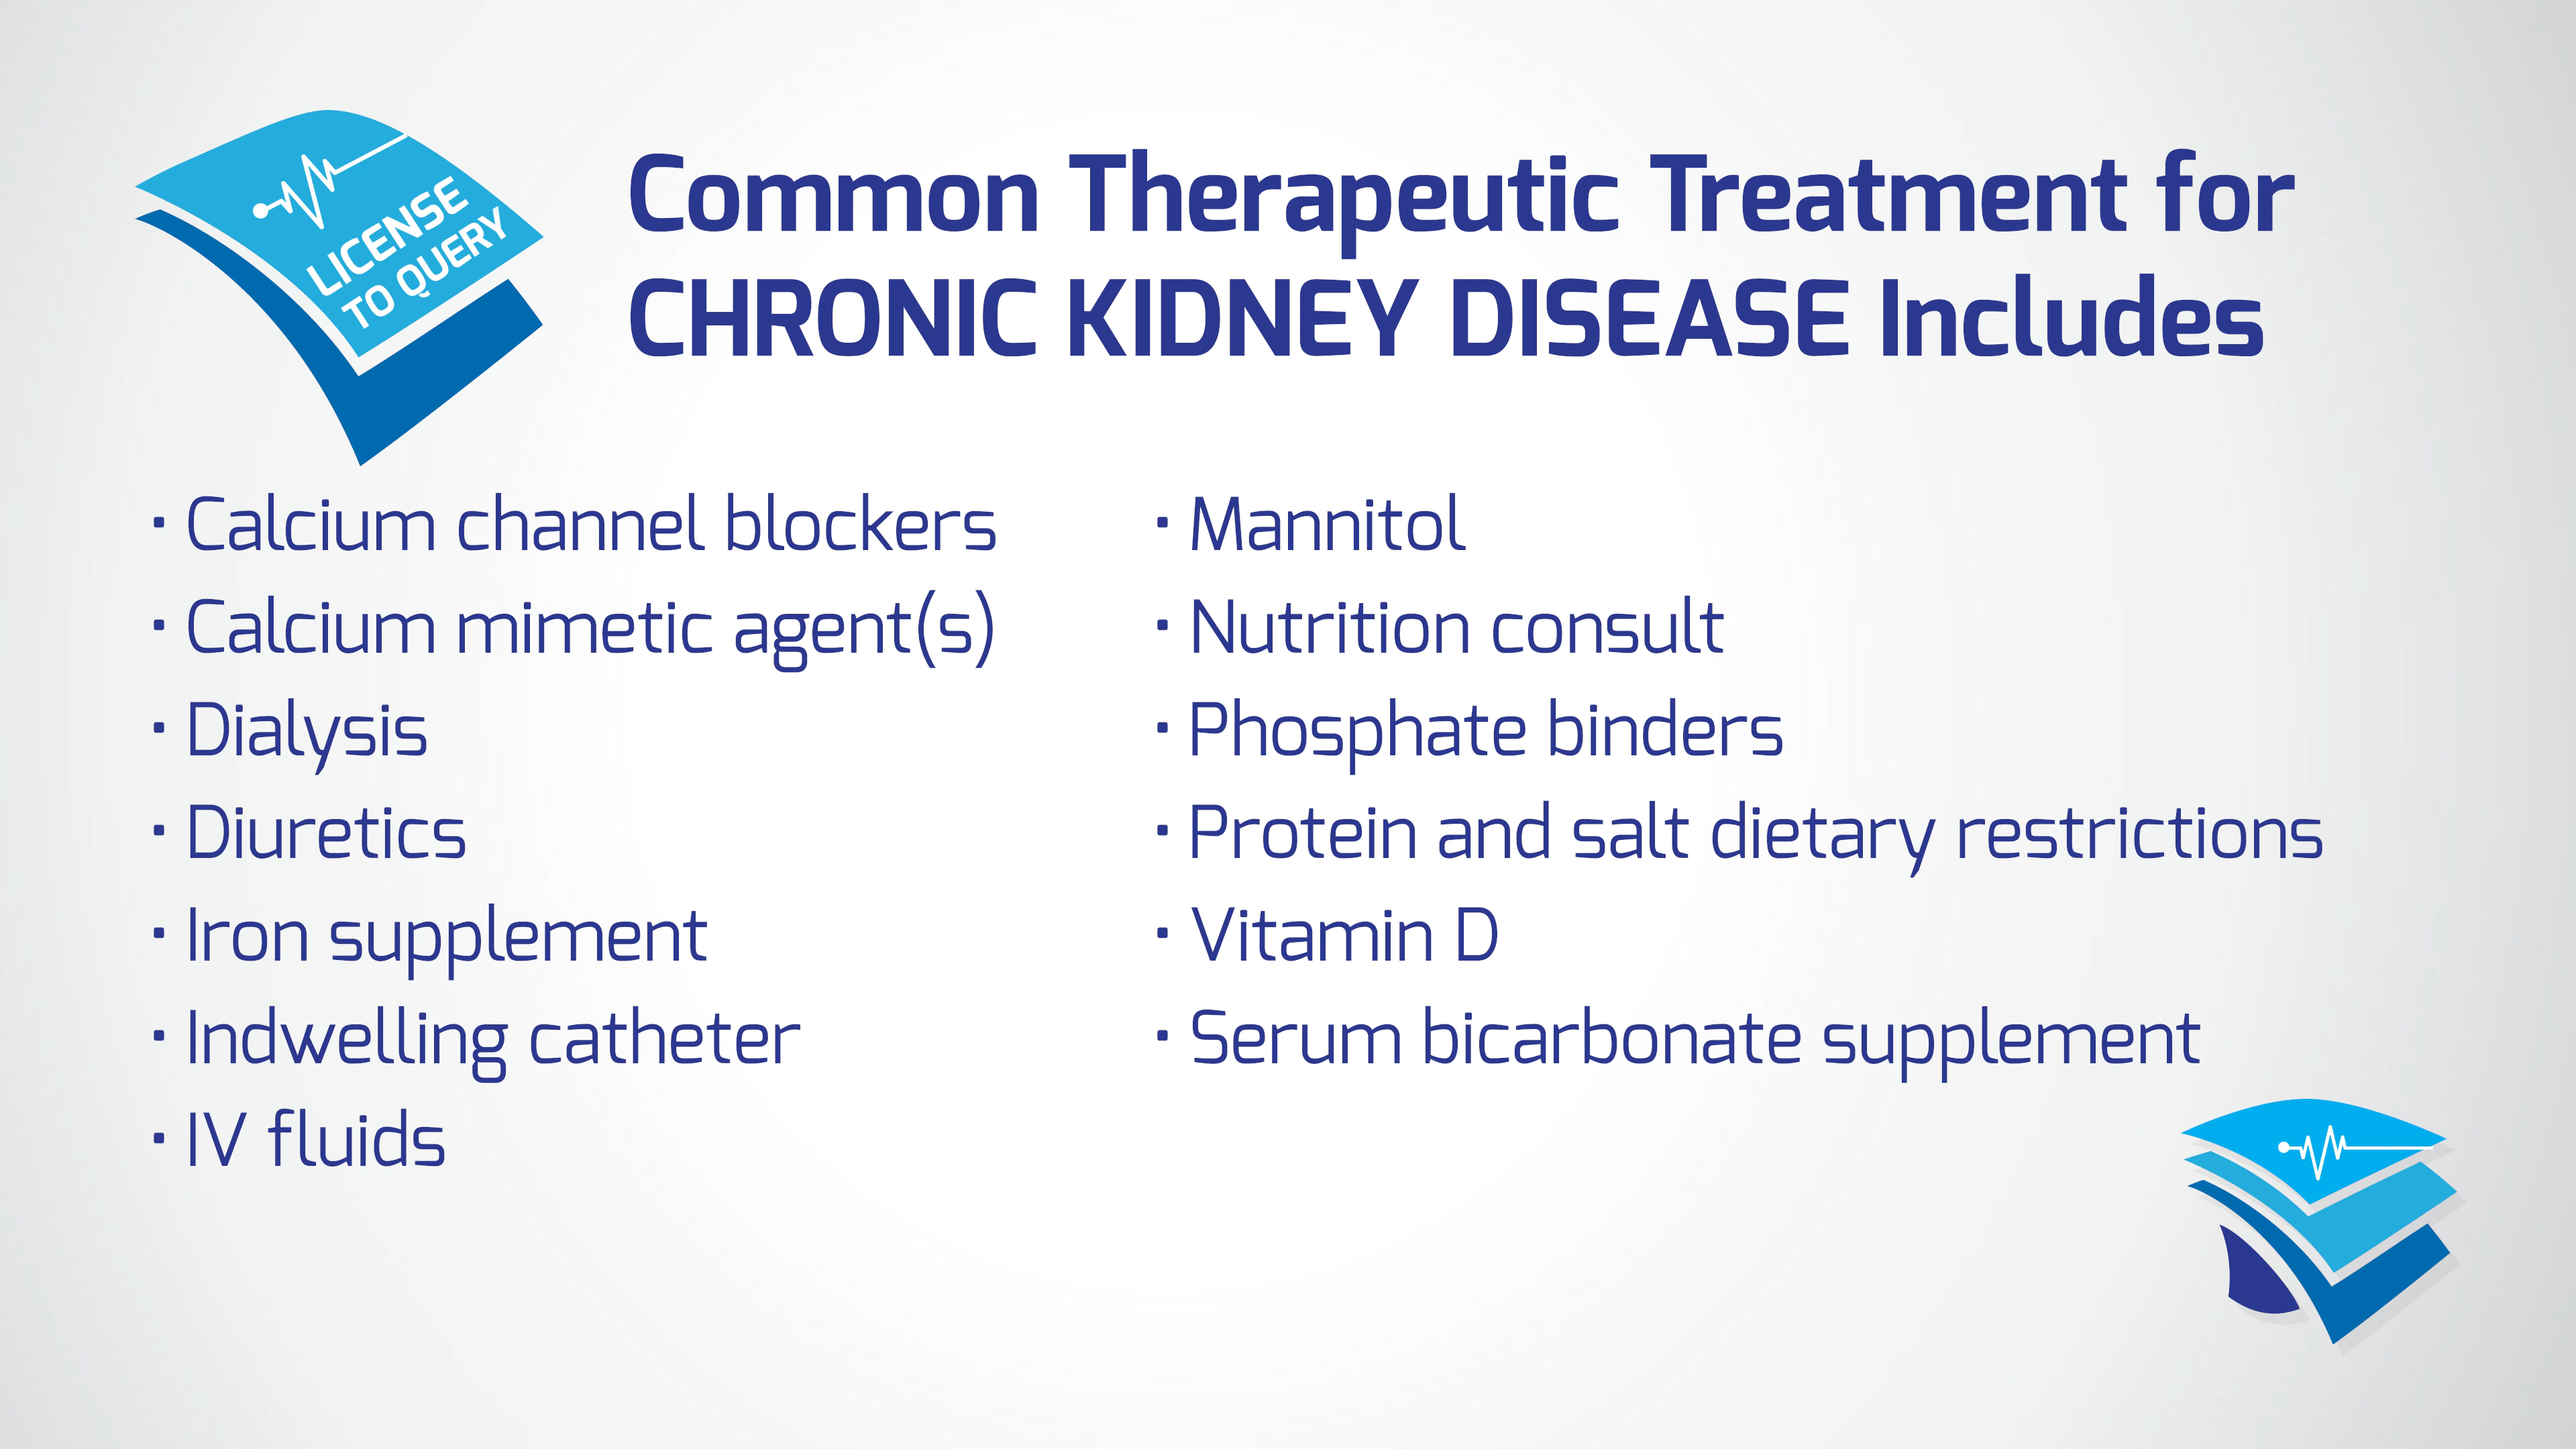 LICENSE
TO QUERY
Common Therapeutic Treatment for
CHRONIC KIDNEY DISEASE Includes
· Calcium channel blockers
· Calcium mimetic agent(s)
· Dialysis
· Diuretics
· Iron supplement
· Indwelling catheter
· IV fluids
· Mannitol
· Nutrition consult
· Phosphate binders
· Protein and salt dietary restrictions
· Vitamin D
· Serum bicarbonate supplement